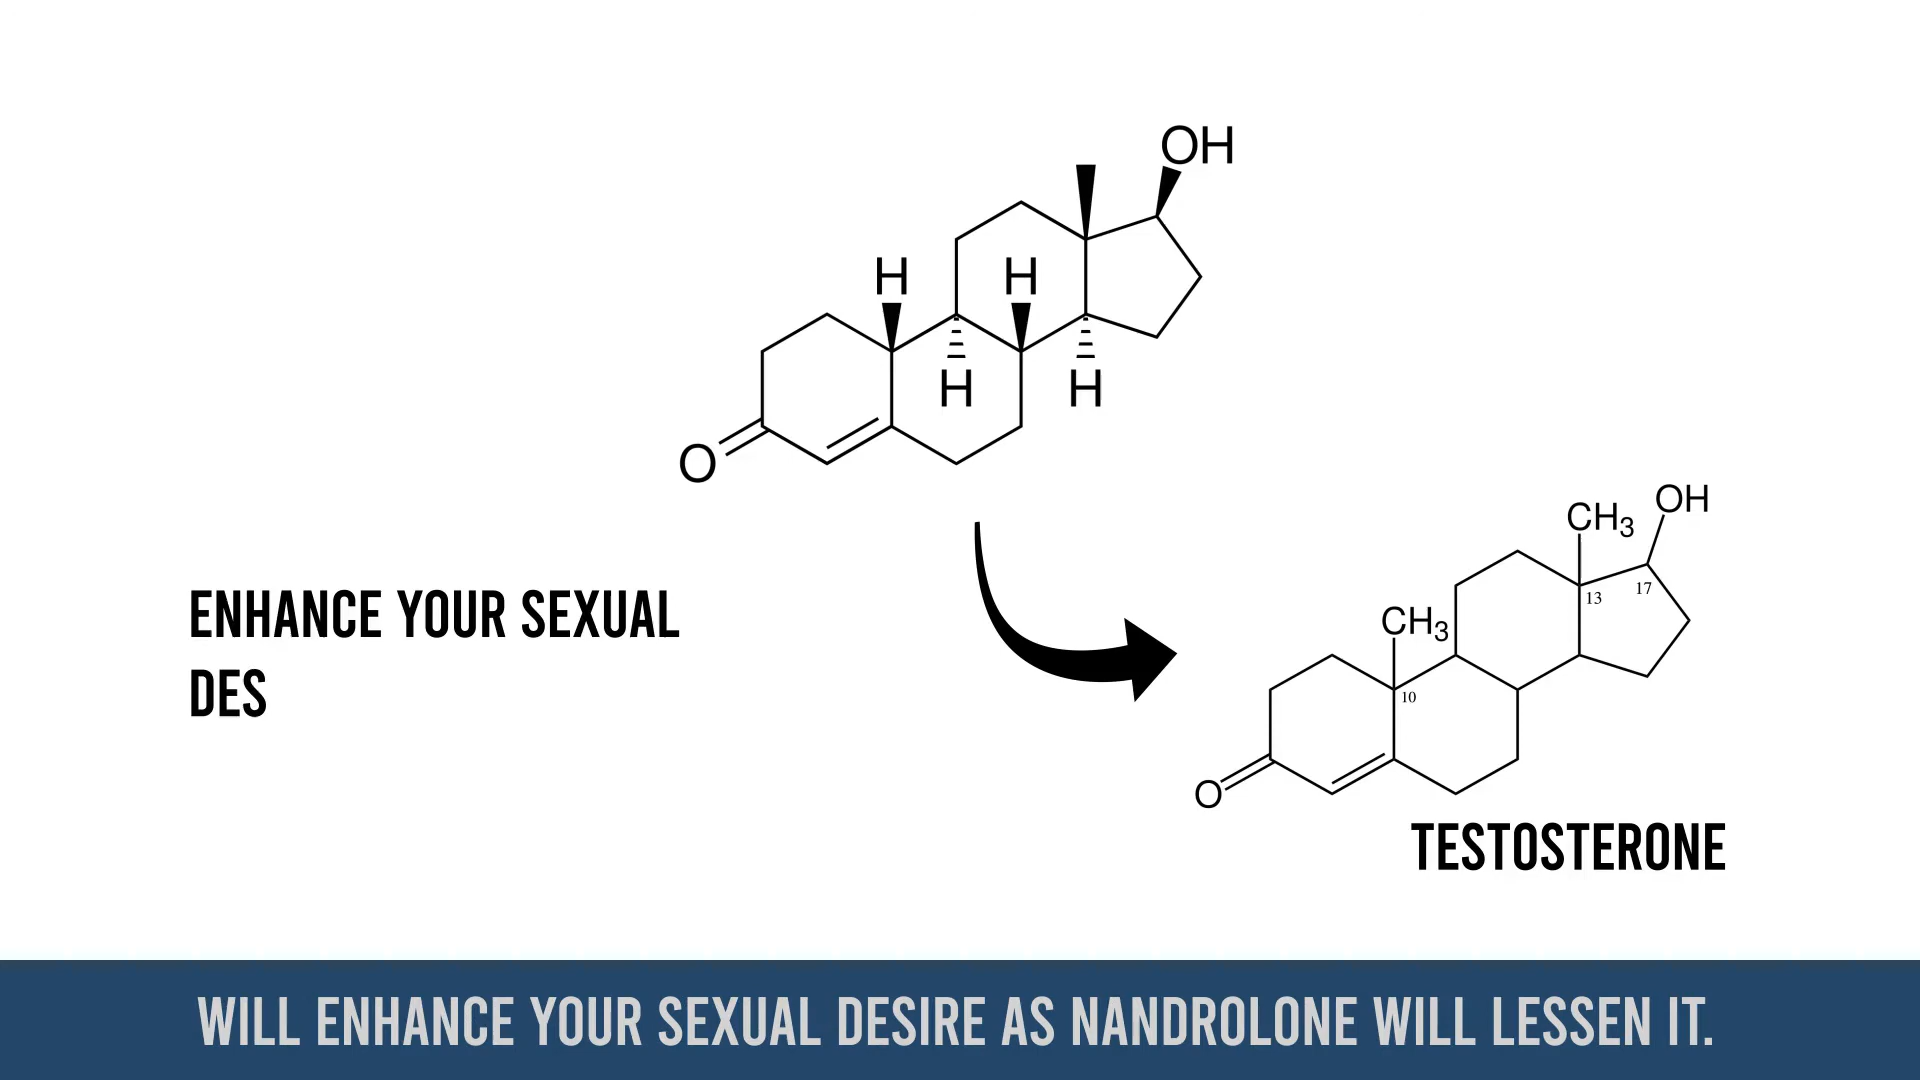 OH
H
H
H
H
O
OH
CH3
17
13
CH3
10
O
ENHANCE YOUR SEXUAL
DES
TESTOSTERONE
WILL ENHANCE YOUR SEXUAL DESIRE AS NANDROLONE WILL LESSEN IT.